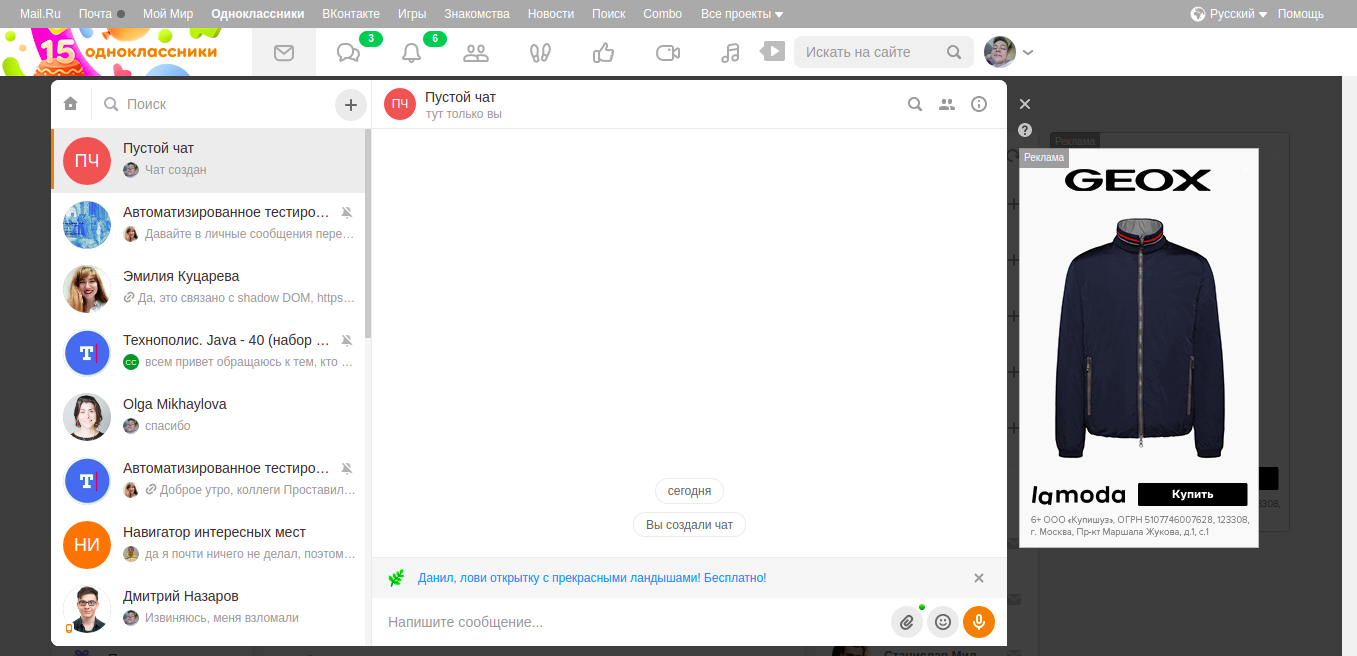 Mail.Ru Почта Мой Мир Одноклассники ВКонтакте Игры Знакомства Новости Поиск Combo Все проекты Русский Помощь
15 одноклассники 3 6 Искать на сайте
Поиск
Пустой чат
тут только вы
ПЧ
ПЧ
Пустой чат
Чат создан
Автоматизированное тестиро…
Давайте в личные сообщения пере…
Эмилия Куцарева
Да, это связано с shadow DOM, https…
Т
Технополис. Java - 40 (набор …
СС всем привет обращаюсь к тем, кто …
Olga Mikhaylova
спасибо
Т
Автоматизированное тестиро…
Доброе утро, коллеги Проставил…
НИ
Навигатор интересных мест
да я почти ничего не делал, поэтом…
Дмитрий Назаров
Извиняюсь, меня взломали
сегодня
Вы создали чат
Данил, лови открытку с прекрасными ландышами! Бесплатно!
Напишите сообщение...
Реклама
Реклама
GEOX
lamoda Купить
6+ ООО «Купишуз», ОГРН 5107746007628, 123308,
г. Москва, Пр-кт Маршала Жукова, д.1, с.1
Станислав Мил